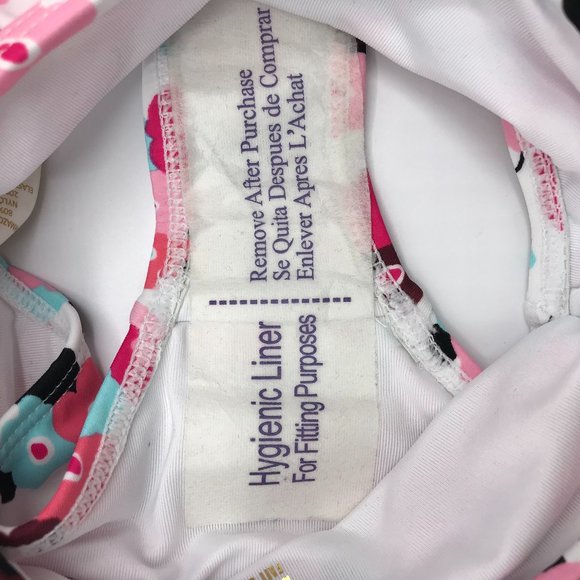 Remove After Purchase
Se Quita Despues de Comprar
Enlever Apres L'Achat
Hygienic Liner
For Fitting Purposes